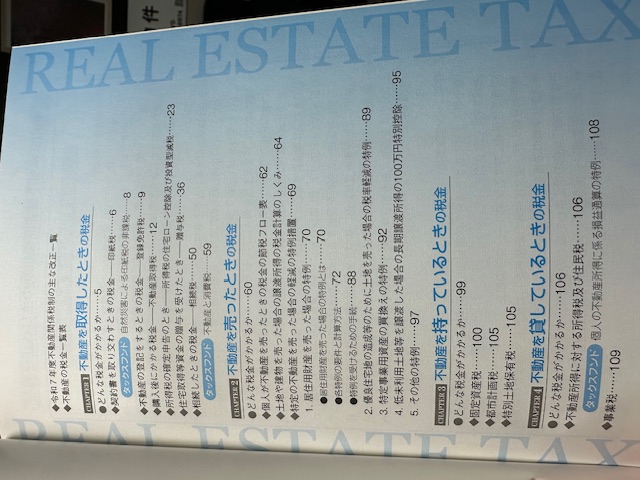 REAL ESTATE TAX
◆令和7年度不動産関係税制の主な改正一覧
◆不動産の税金一覧表
CHAPTER 1 不動産を取得したときの税金
●どんな税金がかかるか……5
◆契約書を取り交わすときの税金——印紙税……6
タックスアンド 自然災害による印紙税の非課税……8
◆不動産の登記をするときの税金——登録免許税……9
◆購入後にかかる税金——不動産取得税……12
◆所得税の確定申告のとき——所得税の住宅ローン控除及び投資型減税……23
◆住宅取得等資金の贈与を受けたとき——贈与税……36
◆相続したときの税金——相続税……50
タックスアンド 不動産と消費税……59
CHAPTER 2 不動産を売ったときの税金
●どんな税金がかかるか……60
◆個人が不動産を売ったときの税金の節税フロー表……62
◆土地や建物を売った場合の譲渡所得の税金計算のしくみ……64
◆特定の不動産を売った場合の軽減の特例措置……69
1. 居住用財産を売った場合の特例……70
●居住用財産を売った場合の特例とは……70
●各特例の要件と計算方法……72
●特例を受けるための手続……88
2. 優良住宅地の造成等のために土地を売った場合の税率軽減の特例……89
3. 特定事業用資産の買換えの特例……92
4. 低未利用土地等を譲渡した場合の長期譲渡所得の100万円特別控除……95
5. その他の特例……97
CHAPTER 3 不動産を持っているときの税金
●どんな税金がかかるか……99
◆固定資産税……100
◆都市計画税……105
◆特別土地保有税……105
CHAPTER 4 不動産を貸しているときの税金
●どんな税金がかかるか……106
◆不動産所得に対する所得税及び住民税……106
タックスアンド 個人の不動産所得に係る損益通算の特例……108
◆事業税……109
REAL ESTATE TAX